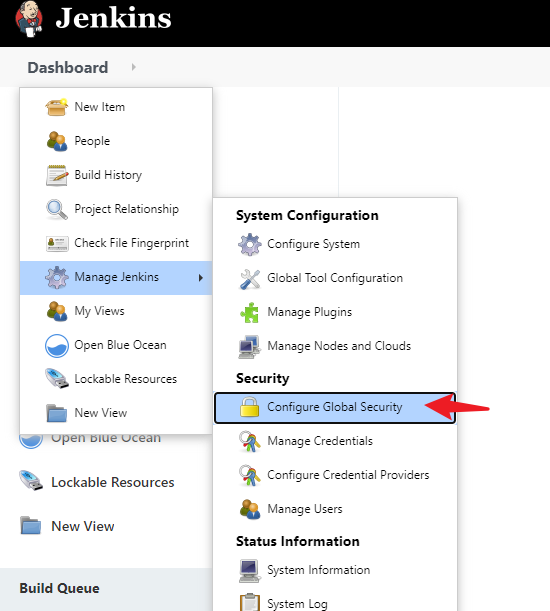 Jenkins
Dashboard
New Item
People
Build History
Project Relationship
Check File Fingerprint
Manage Jenkins
My Views
Open Blue Ocean
Lockable Resources
New View
System Configuration
Configure System
Global Tool Configuration
Manage Plugins
Manage Nodes and Clouds
Security
Configure Global Security
Manage Credentials
Configure Credential Providers
Manage Users
Status Information
System Information
System Log
Open Blue Ocean
Lockable Resources
New View
Build Queue